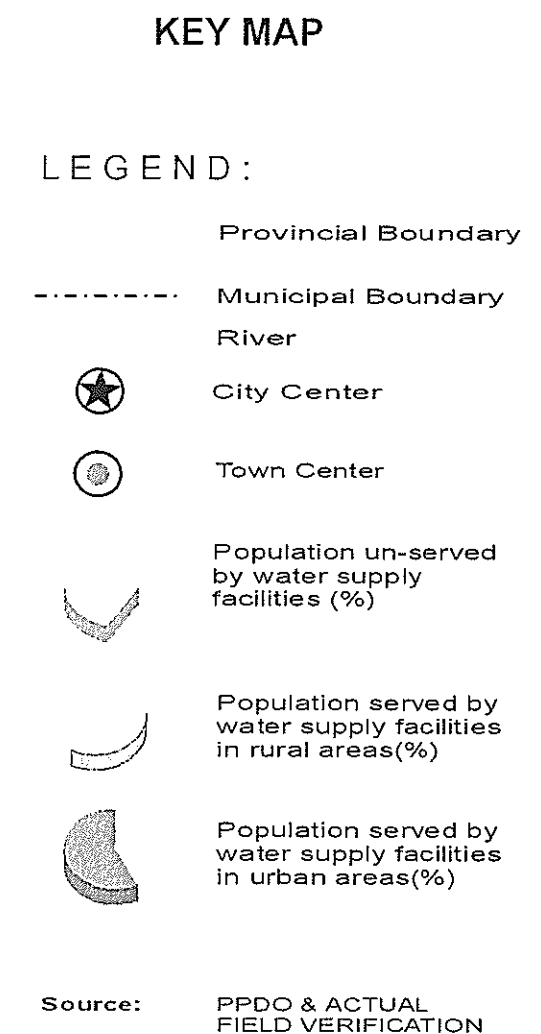 KEY MAP
LEGEND:
Provincial Boundary
Municipal Boundary
River
City Center
Town Center
Population un-served
by water supply
facilities (%)
Population served by
water supply facilities
in rural areas(%)
Population served by
water supply facilities
in urban areas(%)
Source: PPDO & ACTUAL
FIELD VERIFICATION